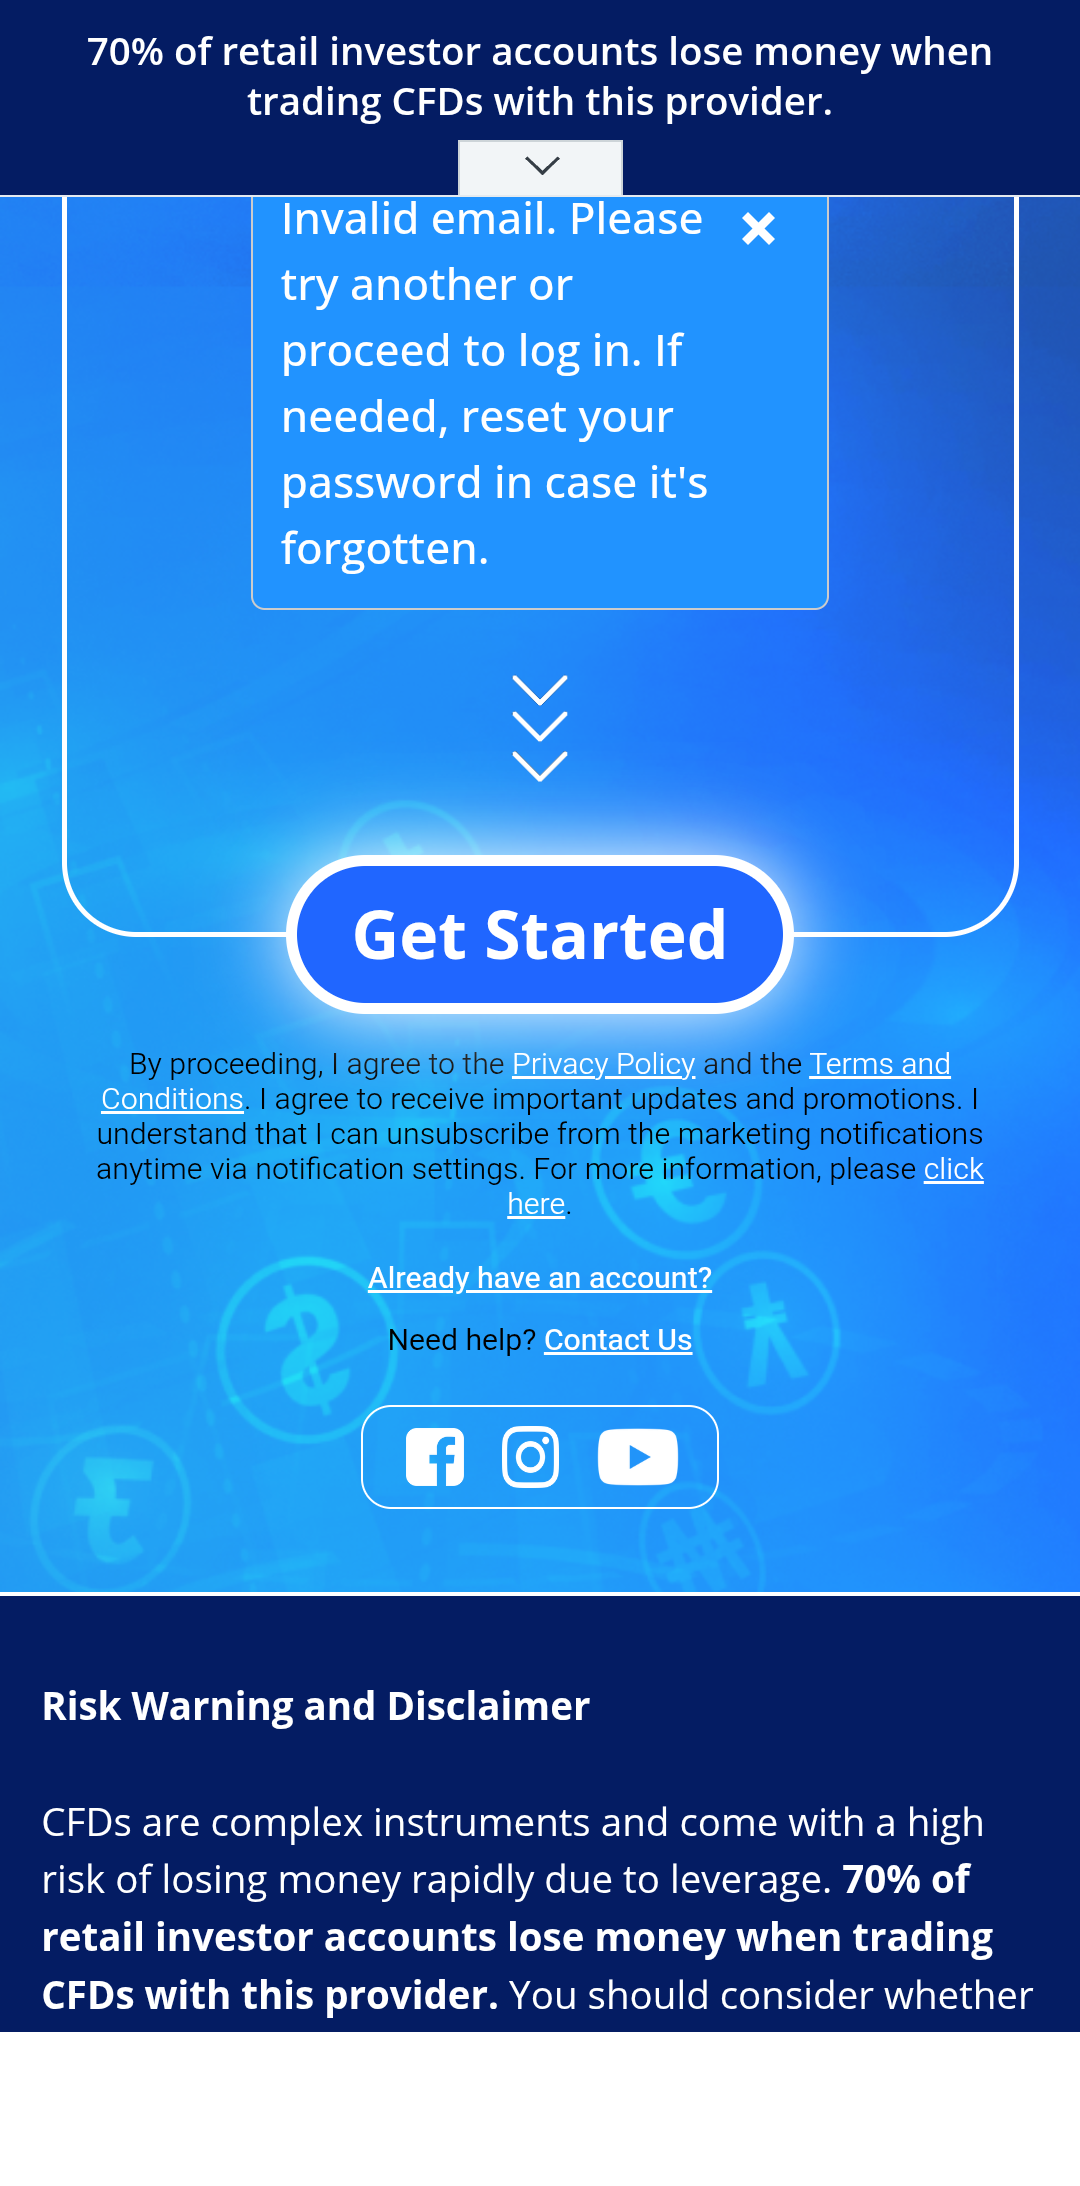 70% of retail investor accounts lose money when
trading CFDs with this provider.
Invalid email. Please
try another or
proceed to log in. If
needed, reset your
password in case it's
forgotten.
Get Started
By proceeding, I agree to the Privacy Policy and the Terms and
Conditions. I agree to receive important updates and promotions. I
understand that I can unsubscribe from the marketing notifications
anytime via notification settings. For more information, please click
here.
Already have an account?
Need help? Contact Us
Risk Warning and Disclaimer
CFDs are complex instruments and come with a high
risk of losing money rapidly due to leverage. 70% of
retail investor accounts lose money when trading
CFDs with this provider. You should consider whether